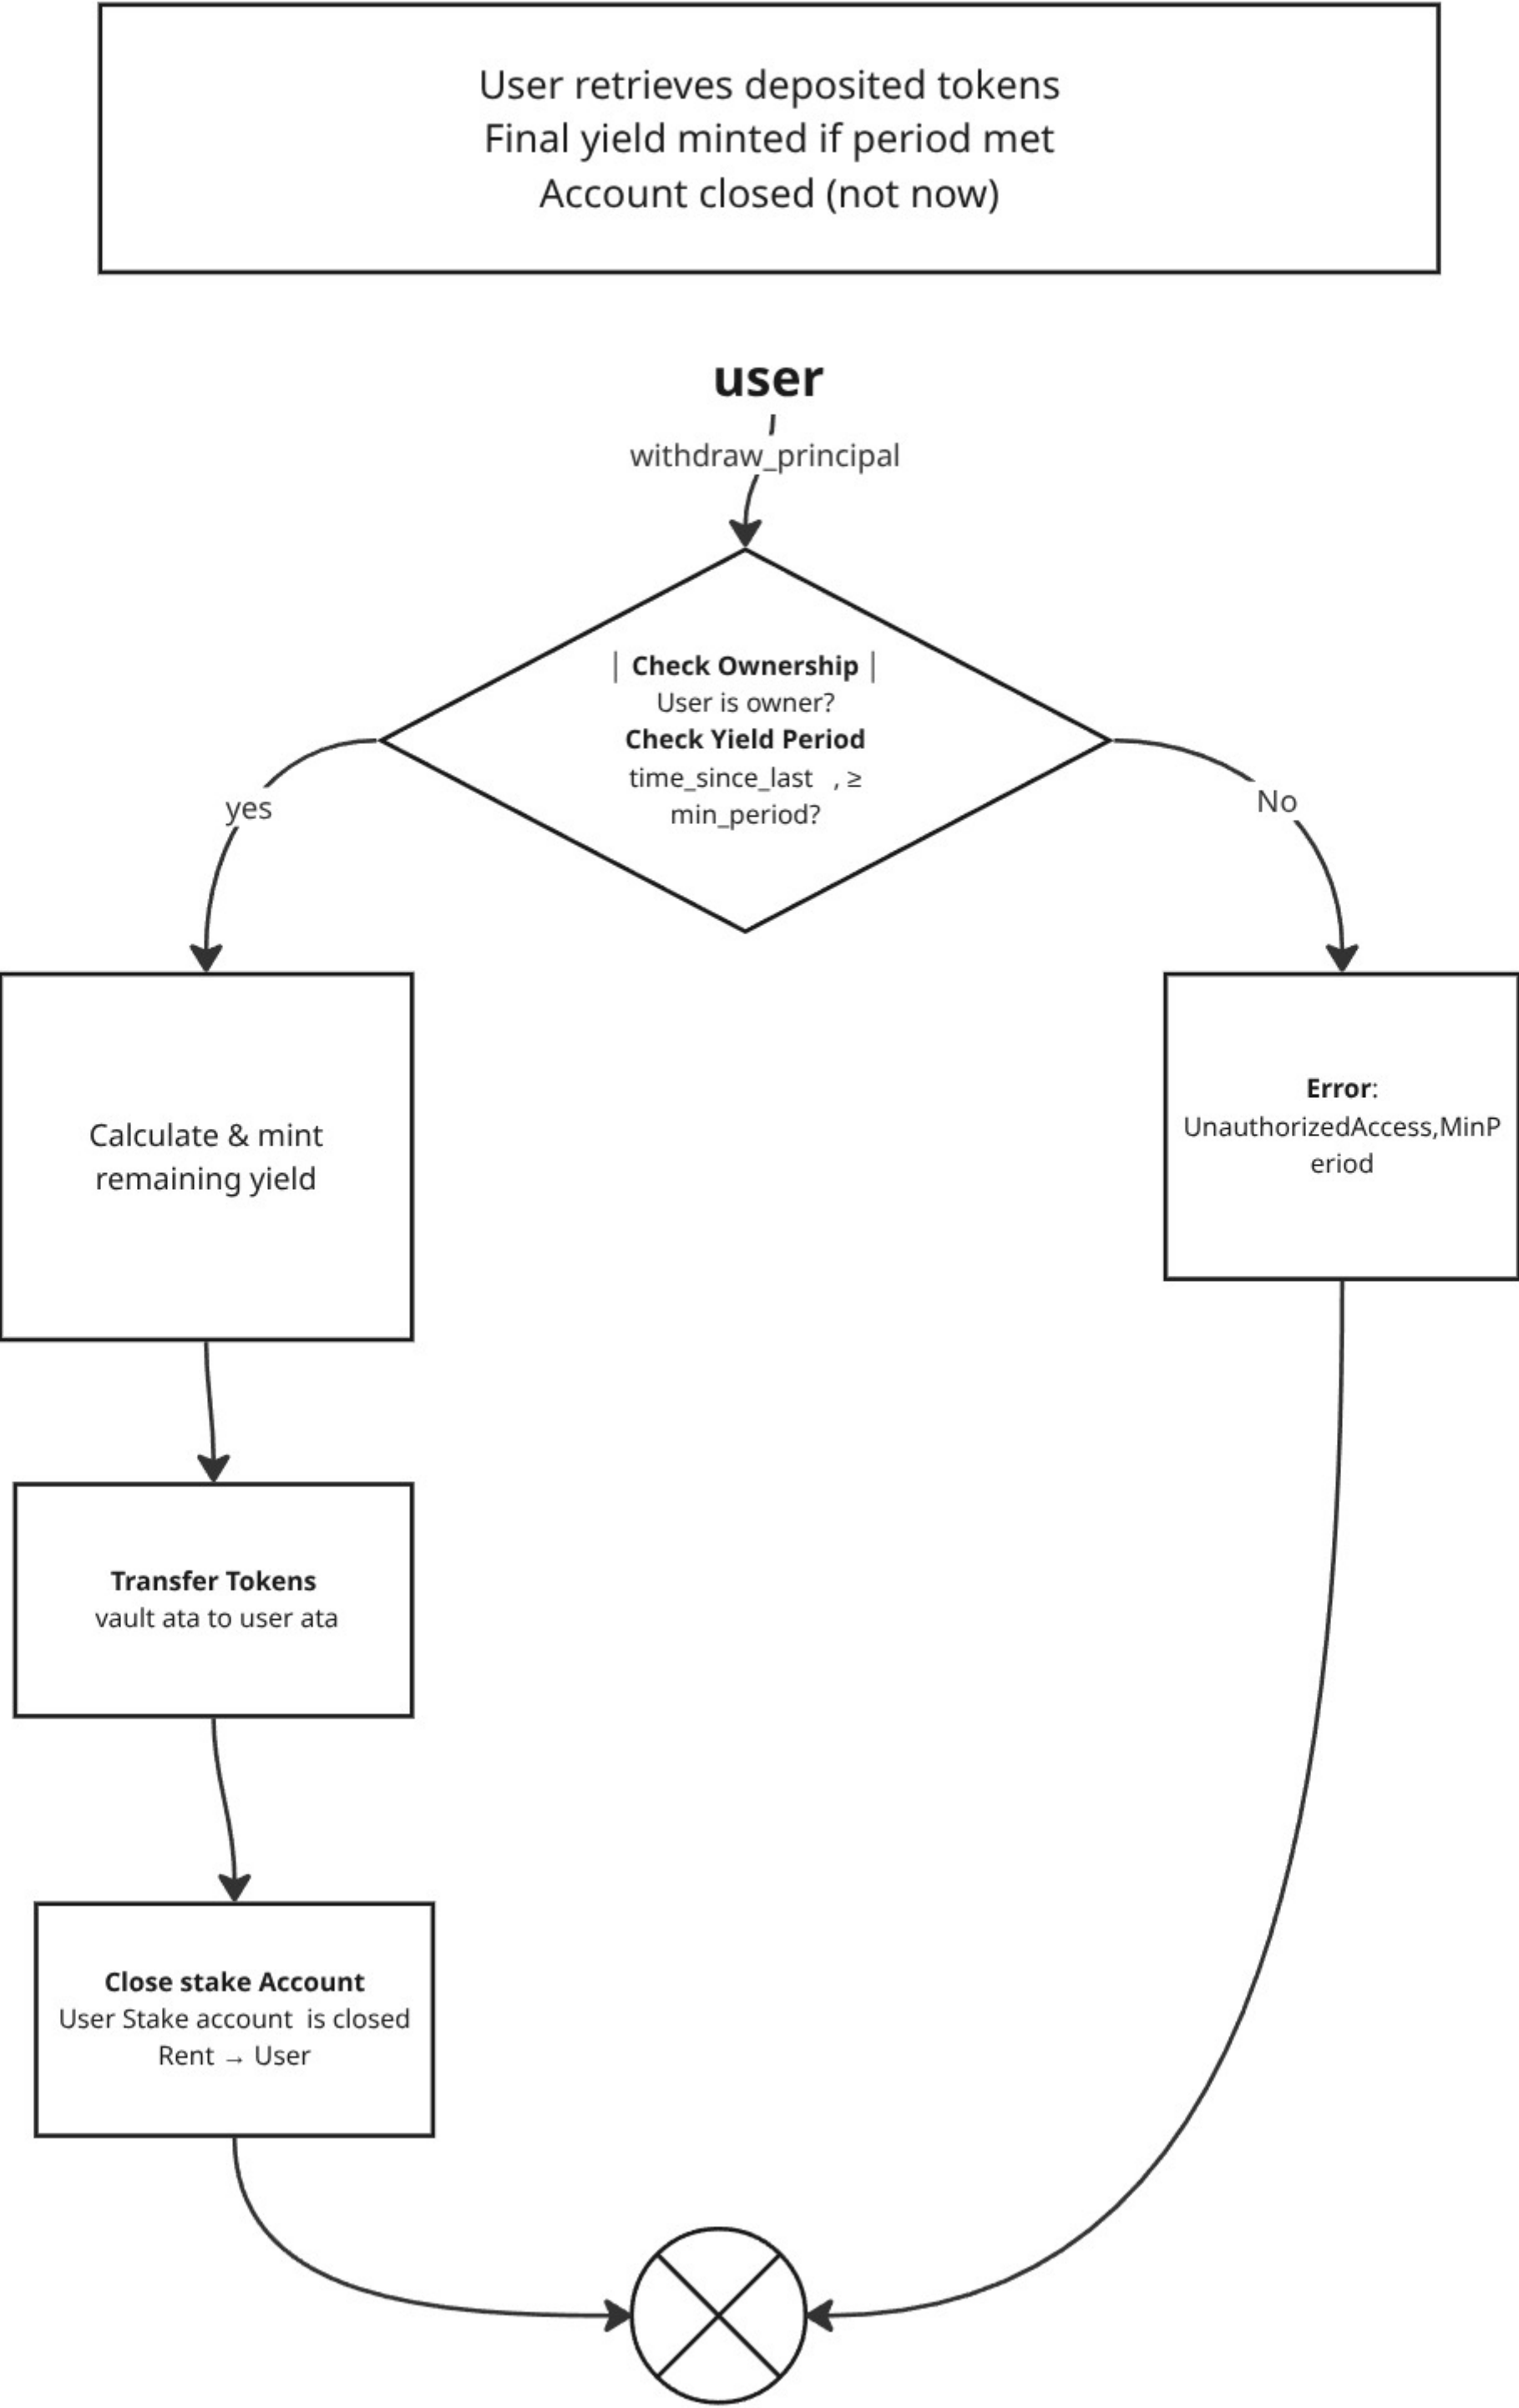 User retrieves deposited tokens
Final yield minted if period met
Account closed (not now)
user
withdraw_principal
| Check Ownership |
User is owner?
Check Yield Period
time_since_last , ≥
min_period?
yes
No
Calculate & mint
remaining yield
Error:
UnauthorizedAccess,MinP
eriod
Transfer Tokens
vault ata to user ata
Close stake Account
User Stake account is closed
Rent → User